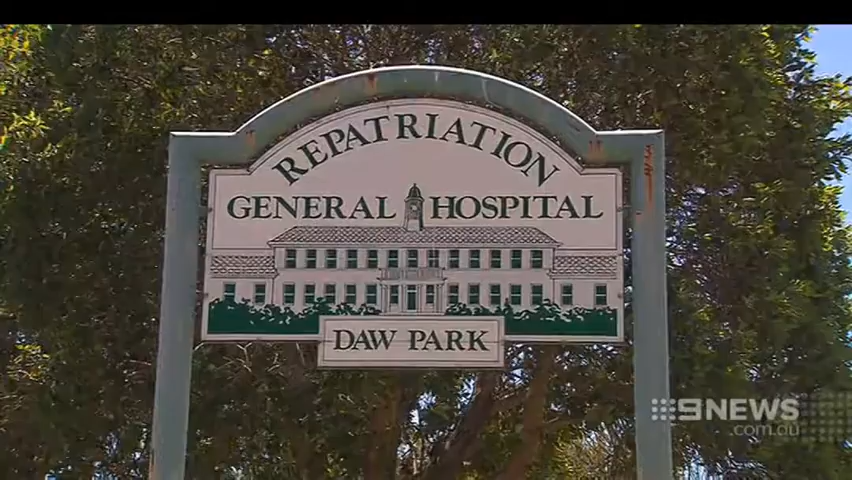 REPATRIATION
GENERAL HOSPITAL
DAW PARK
9NEWS
.com.au